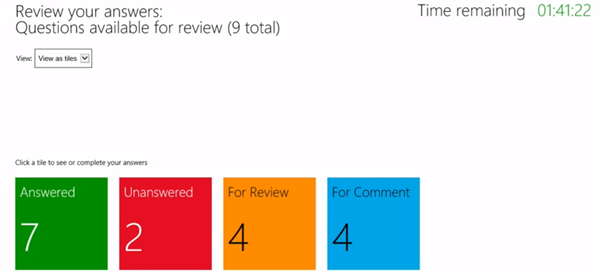 Review your answers:
Questions available for review (9 total)
Time remaining 01:41:22
View: View as tiles
Click a tile to see or complete your answers
Answered
7
Unanswered
2
For Review
4
For Comment
4